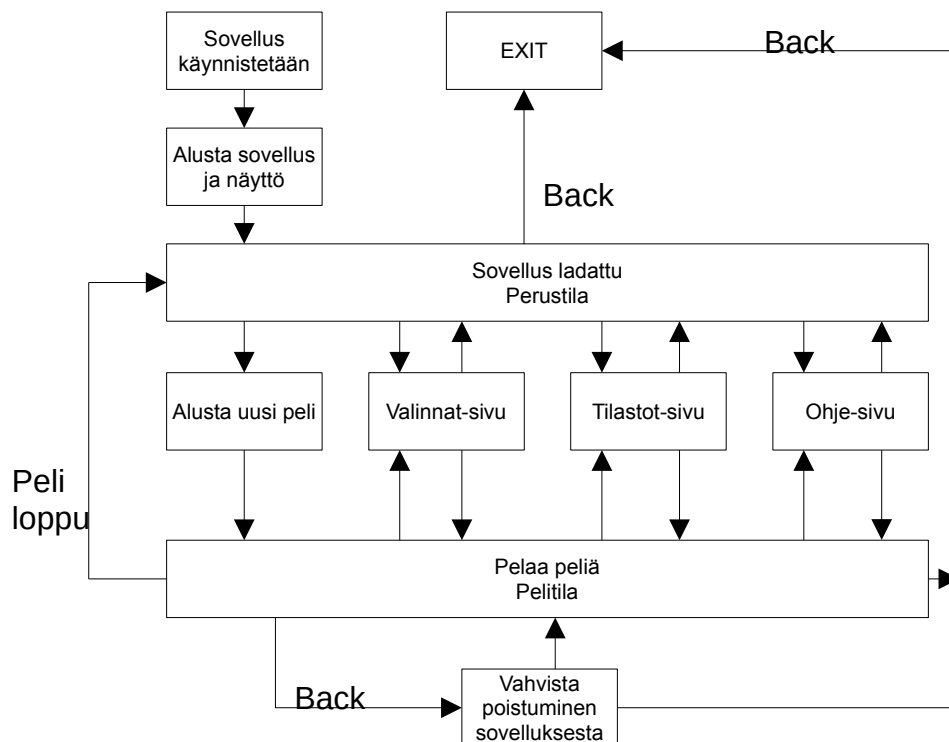 Sovellus
käynnistetään
EXIT
Back
Alusta sovellus
ja näyttö
Back
Sovellus ladattu
Perustila
Alusta uusi peli
Valinnat-sivu
Tilastot-sivu
Ohje-sivu
Peli
loppu
Pelaa peliä
Pelitila
Back
Vahvista
poistuminen
sovelluksesta